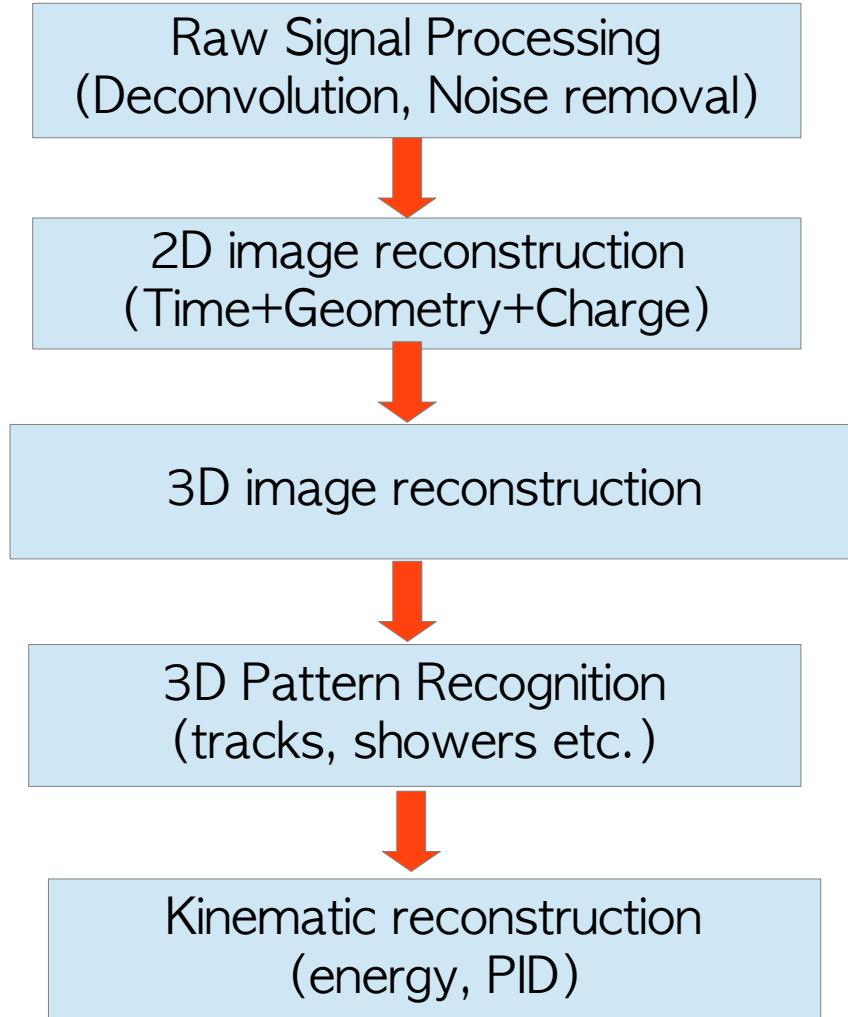 Raw Signal Processing
(Deconvolution, Noise removal)
2D image reconstruction
(Time+Geometry+Charge)
3D image reconstruction
3D Pattern Recognition
(tracks, showers etc.)
Kinematic reconstruction
(energy, PID)